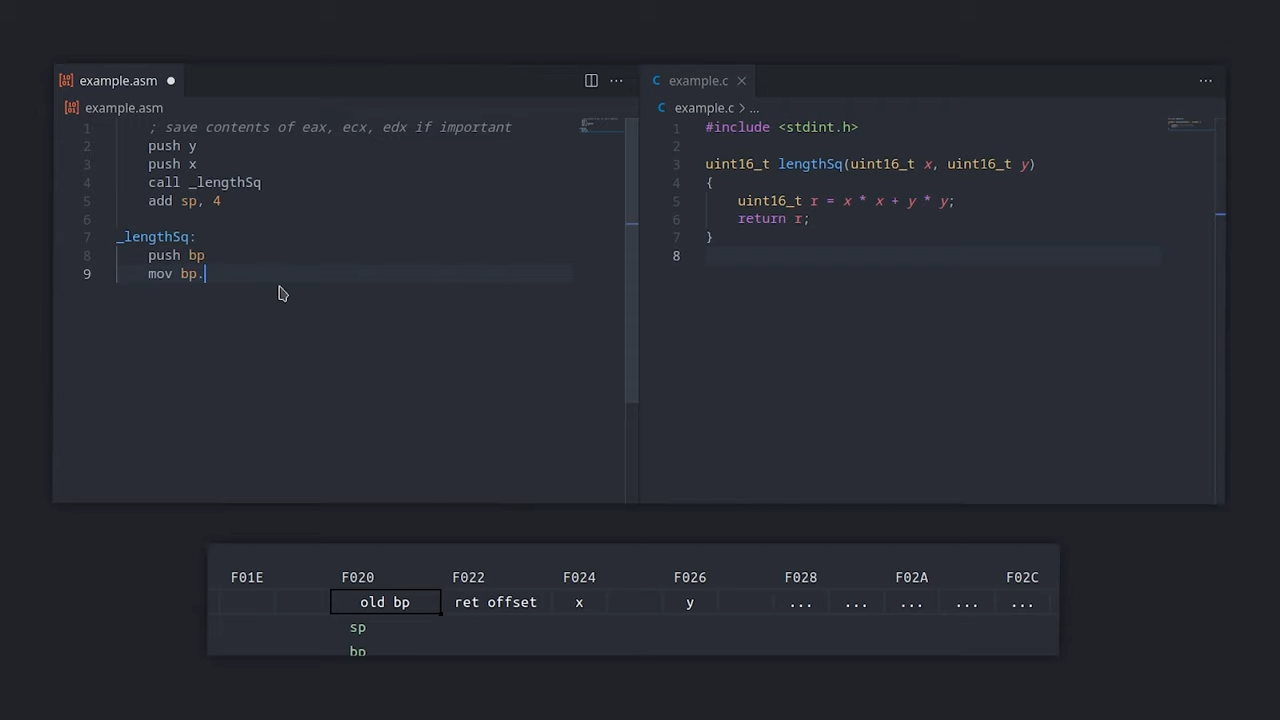 example.asm
example.asm
1 ; save contents of eax, ecx, edx if important
2 push y
3 push x
4 call _lengthSq
5 add sp, 4
6
7 _lengthSq:
8 push bp
9 mov bp.
C example.c
C example.c > ...
1 #include <stdint.h>
2
3 uint16_t lengthSq(uint16_t x, uint16_t y)
4 {
5 uint16_t r = x * x + y * y;
6 return r;
7 }
8
F01E F020 F022 F024 F026 F028 F02A F02C
old bp ret offset x y ... ... ... ... ...
sp
bp